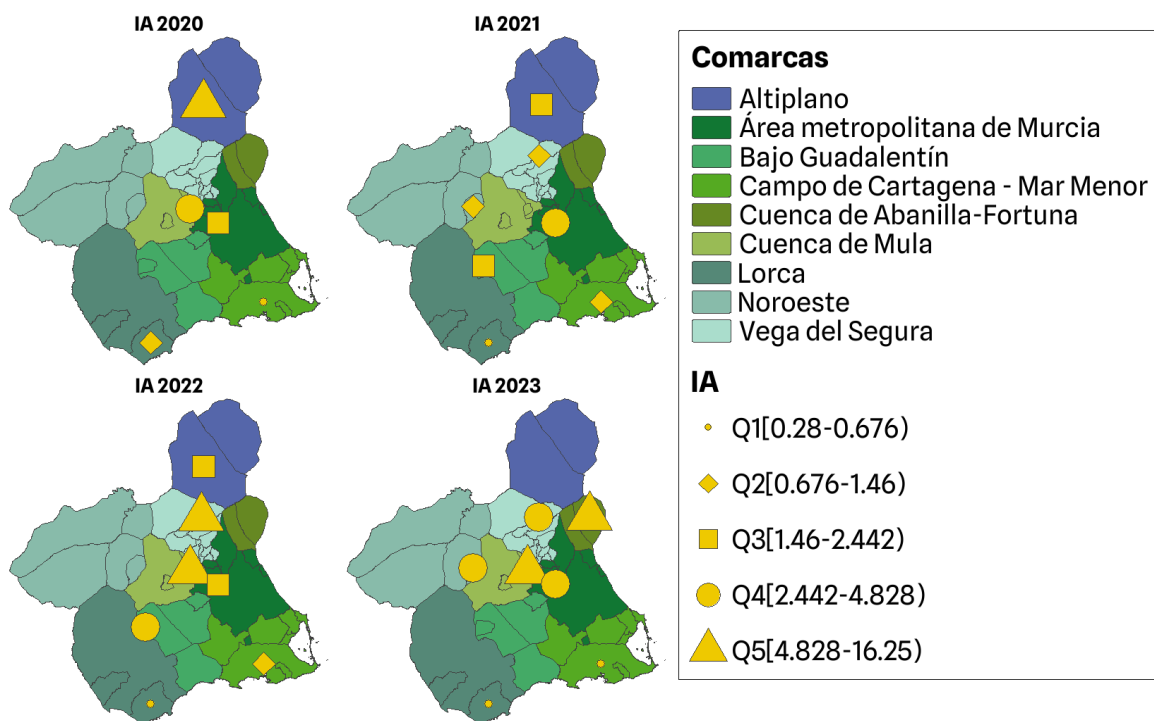 IA 2020
IA 2021
IA 2022
IA 2023
Comarcas
Altiplano
Área metropolitana de Murcia
Bajo Guadalentín
Campo de Cartagena - Mar Menor
Cuenca de Abanilla-Fortuna
Cuenca de Mula
Lorca
Noroeste
Vega del Segura
IA
Q1[0.28-0.676)
Q2[0.676-1.46)
Q3[1.46-2.442)
Q4[2.442-4.828)
Q5[4.828-16.25)